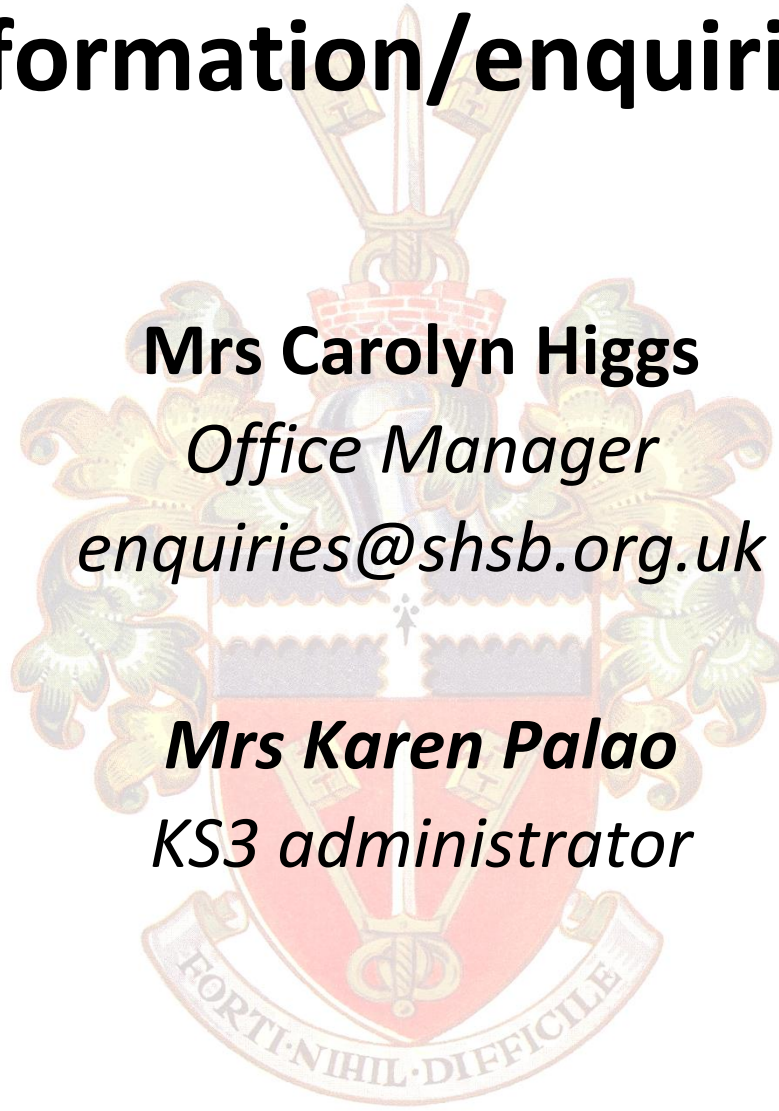 formation/enquiri
Mrs Carolyn Higgs
Office Manager
enquiries@shsb.org.uk
Mrs Karen Palao
KS3 administrator
FORTI·NIHIL·DIFFICILE